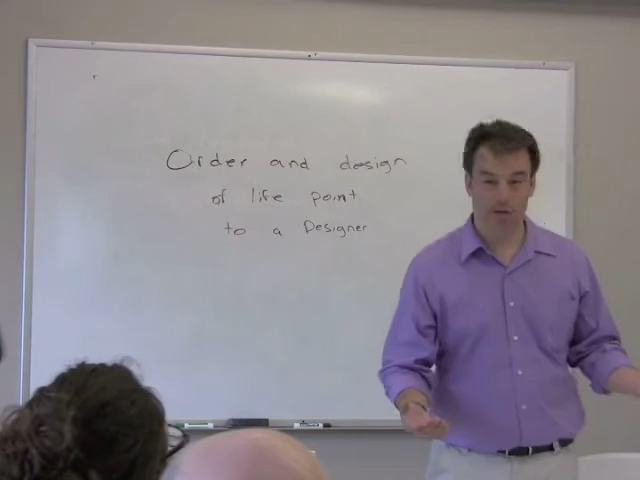 Order and design
of life point
to a Designer